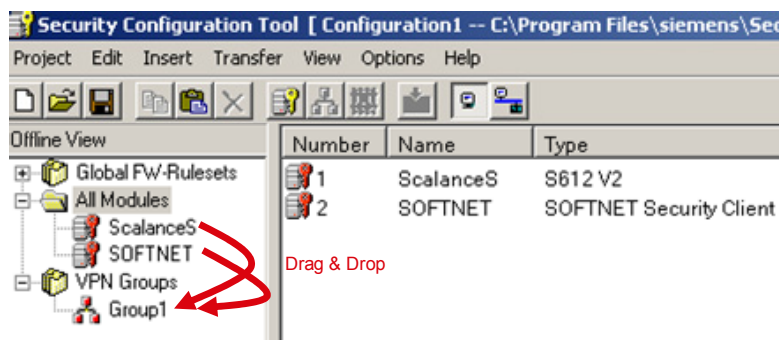 Security Configuration Tool [ Configuration1 -- C:\Program Files\siemens\Sec
Project Edit Insert Transfer View Options Help
Offline View
Number Name Type
Global FW-Rulesets
All Modules
ScalanceS
SOFTNET
VPN Groups
Group1
1 ScalanceS S612 V2
2 SOFTNET SOFTNET Security Client
Drag & Drop